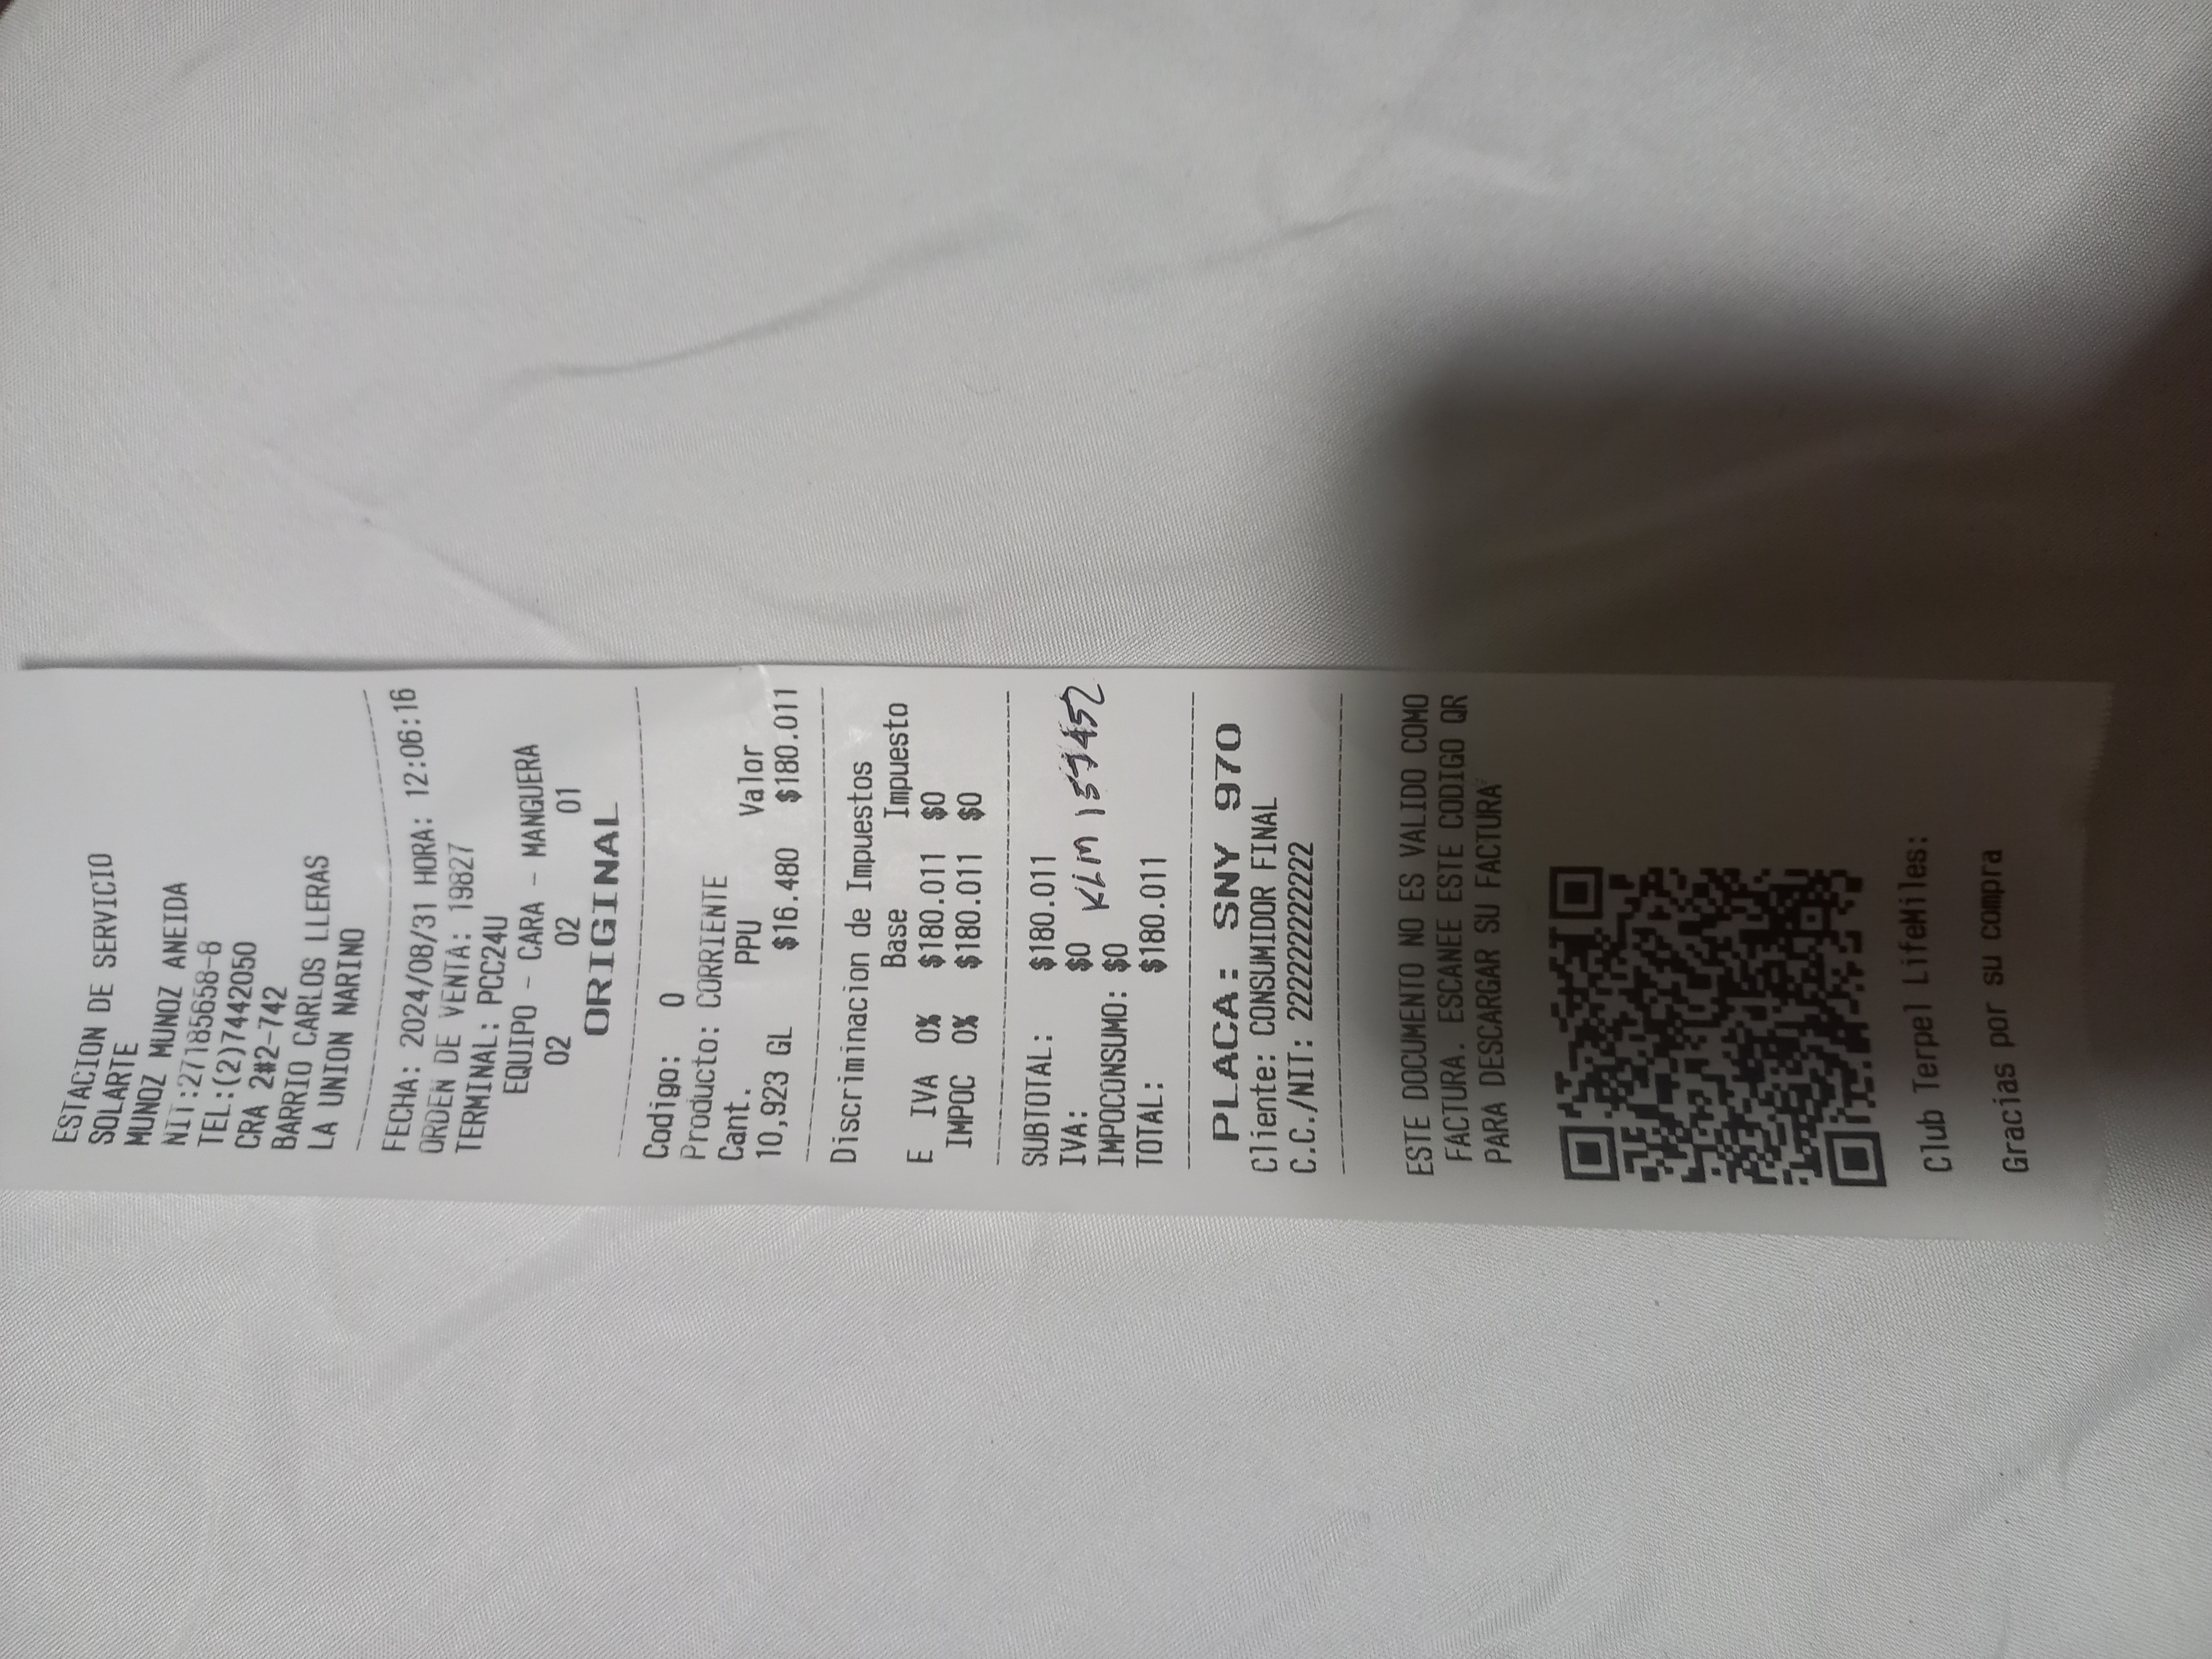 ESTACION DE SERVICIO
SOLARTE
MUNOZ MUNOZ ANEIDA
NIT:27185658-8
TEL:(2)7442050
CRA 2#2-742
BARRIO CARLOS LLERAS
LA UNION NARINO
FECHA: 2024/08/31 HORA: 12:06:16
ORDEN DE VENTA: 19827
TERMINAL: PCC24U
EQUIPO - CARA - MANGUERA
02 02 01
ORIGINAL
Codigo: 0
Producto: CORRIENTE
Cant. PPU Valor
10,923 GL $16.480 $180.011
Discriminacion de Impuestos
Base Impuesto
E IVA 0% $180.011 $0
IMPOC 0% $180.011 $0
SUBTOTAL: $180.011
IVA: $0
KLM
IMPOCONSUMO: $0
TOTAL: $180.011
PLACA: SNY 970
Cliente: CONSUMIDOR FINAL
C.C./NIT: 222222222222
ESTE DOCUMENTO NO ES VALIDO COMO
FACTURA. ESCANEE ESTE CODIGO QR
PARA DESCARGAR SU FACTURA
Club Terpel LifeMiles:
Gracias por su compra